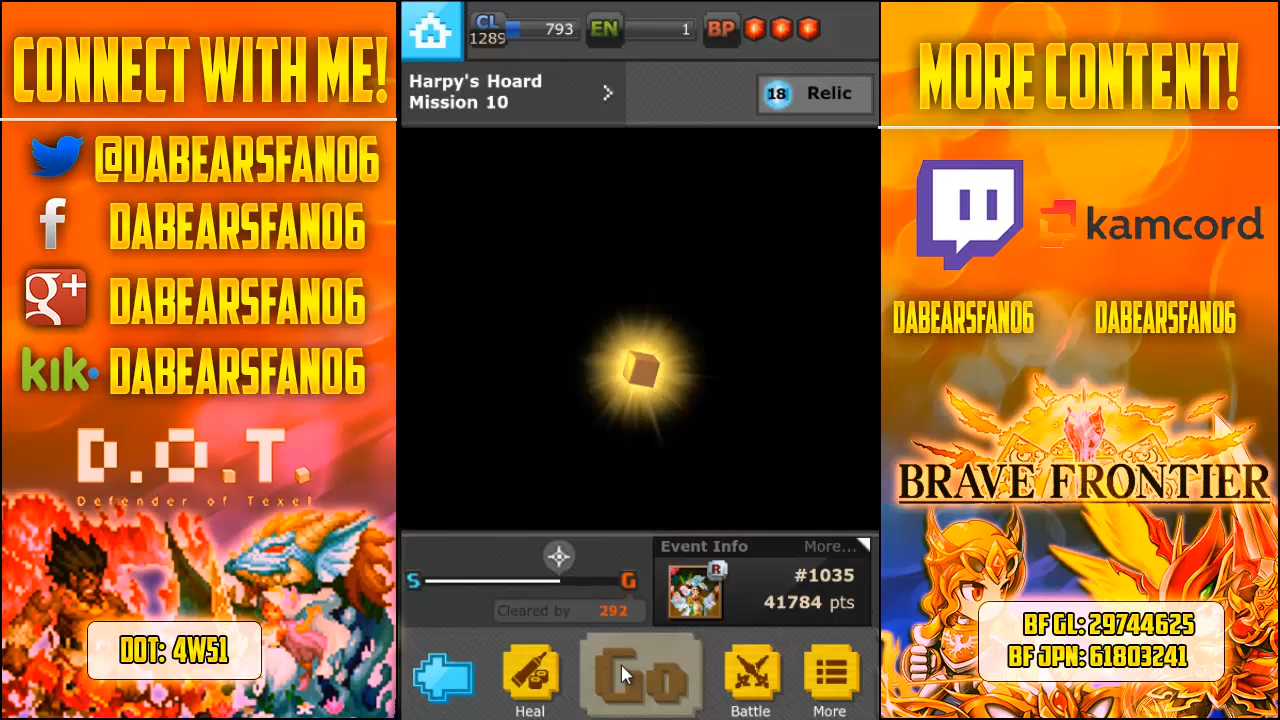 CONNECT WITH ME!
@DABEARSFAN06
f DABEARSFAN06
g+ DABEARSFAN06
kik DABEARSFAN06
D.O.T.
Defender of Texel
DOT: 4W51
CL 1289 793 EN 1 BP
Harpy's Hoard
Mission 10
18 Relic
S G
Cleared by 292
Event Info More...
R
#1035
41784 pts
Go
Heal
Battle
More
MORE CONTENT!
kamcord
DABEARSFAN06 DABEARSFAN06
BRAVE FRONTIER
BF GL: 29744625
BF JPN: 61803241